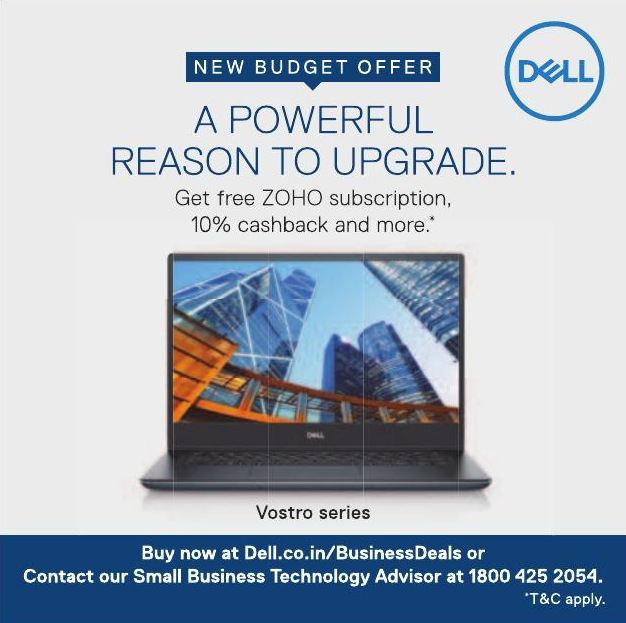 NEW BUDGET OFFER
DELL
A POWERFUL
REASON TO UPGRADE.
Get free ZOHO subscription,
10% cashback and more.*
DELL
Vostro series
Buy now at Dell.co.in/BusinessDeals or
Contact our Small Business Technology Advisor at 1800 425 2054.
*T&C apply.